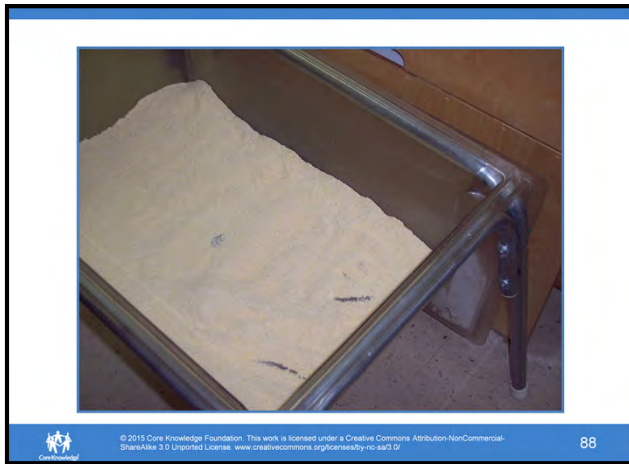 © 2015 Core Knowledge Foundation. This work is licensed under a Creative Commons Attribution-NonCommercial-
ShareAlike 3.0 Unported License. www.creativecommons.org/licenses/by-nc-sa/3.0/
88
CoreKnowledge